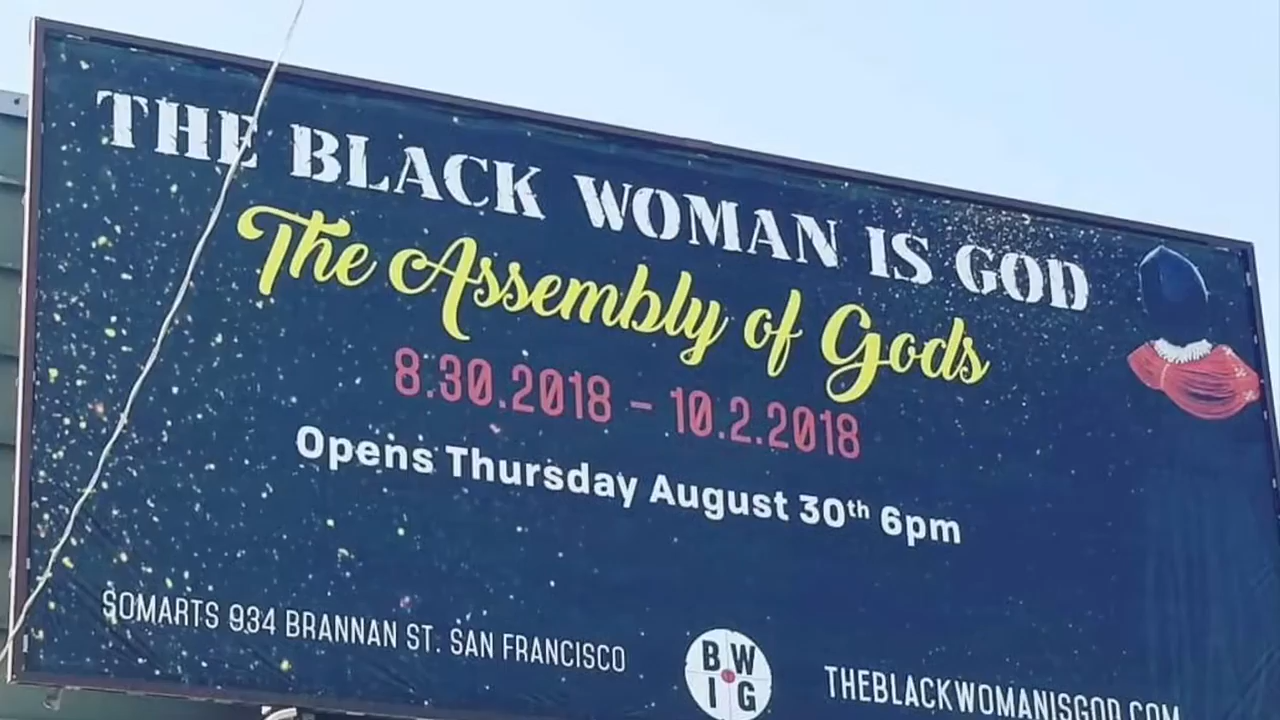 THE BLACK WOMAN IS GOD
The Assembly of Gods
8.30.2018 - 10.2.2018
Opens Thursday August 30th 6pm
SOMARTS 934 BRANNAN ST. SAN FRANCISCO
B W
I G
THEBLACKWOMANISGOD.COM